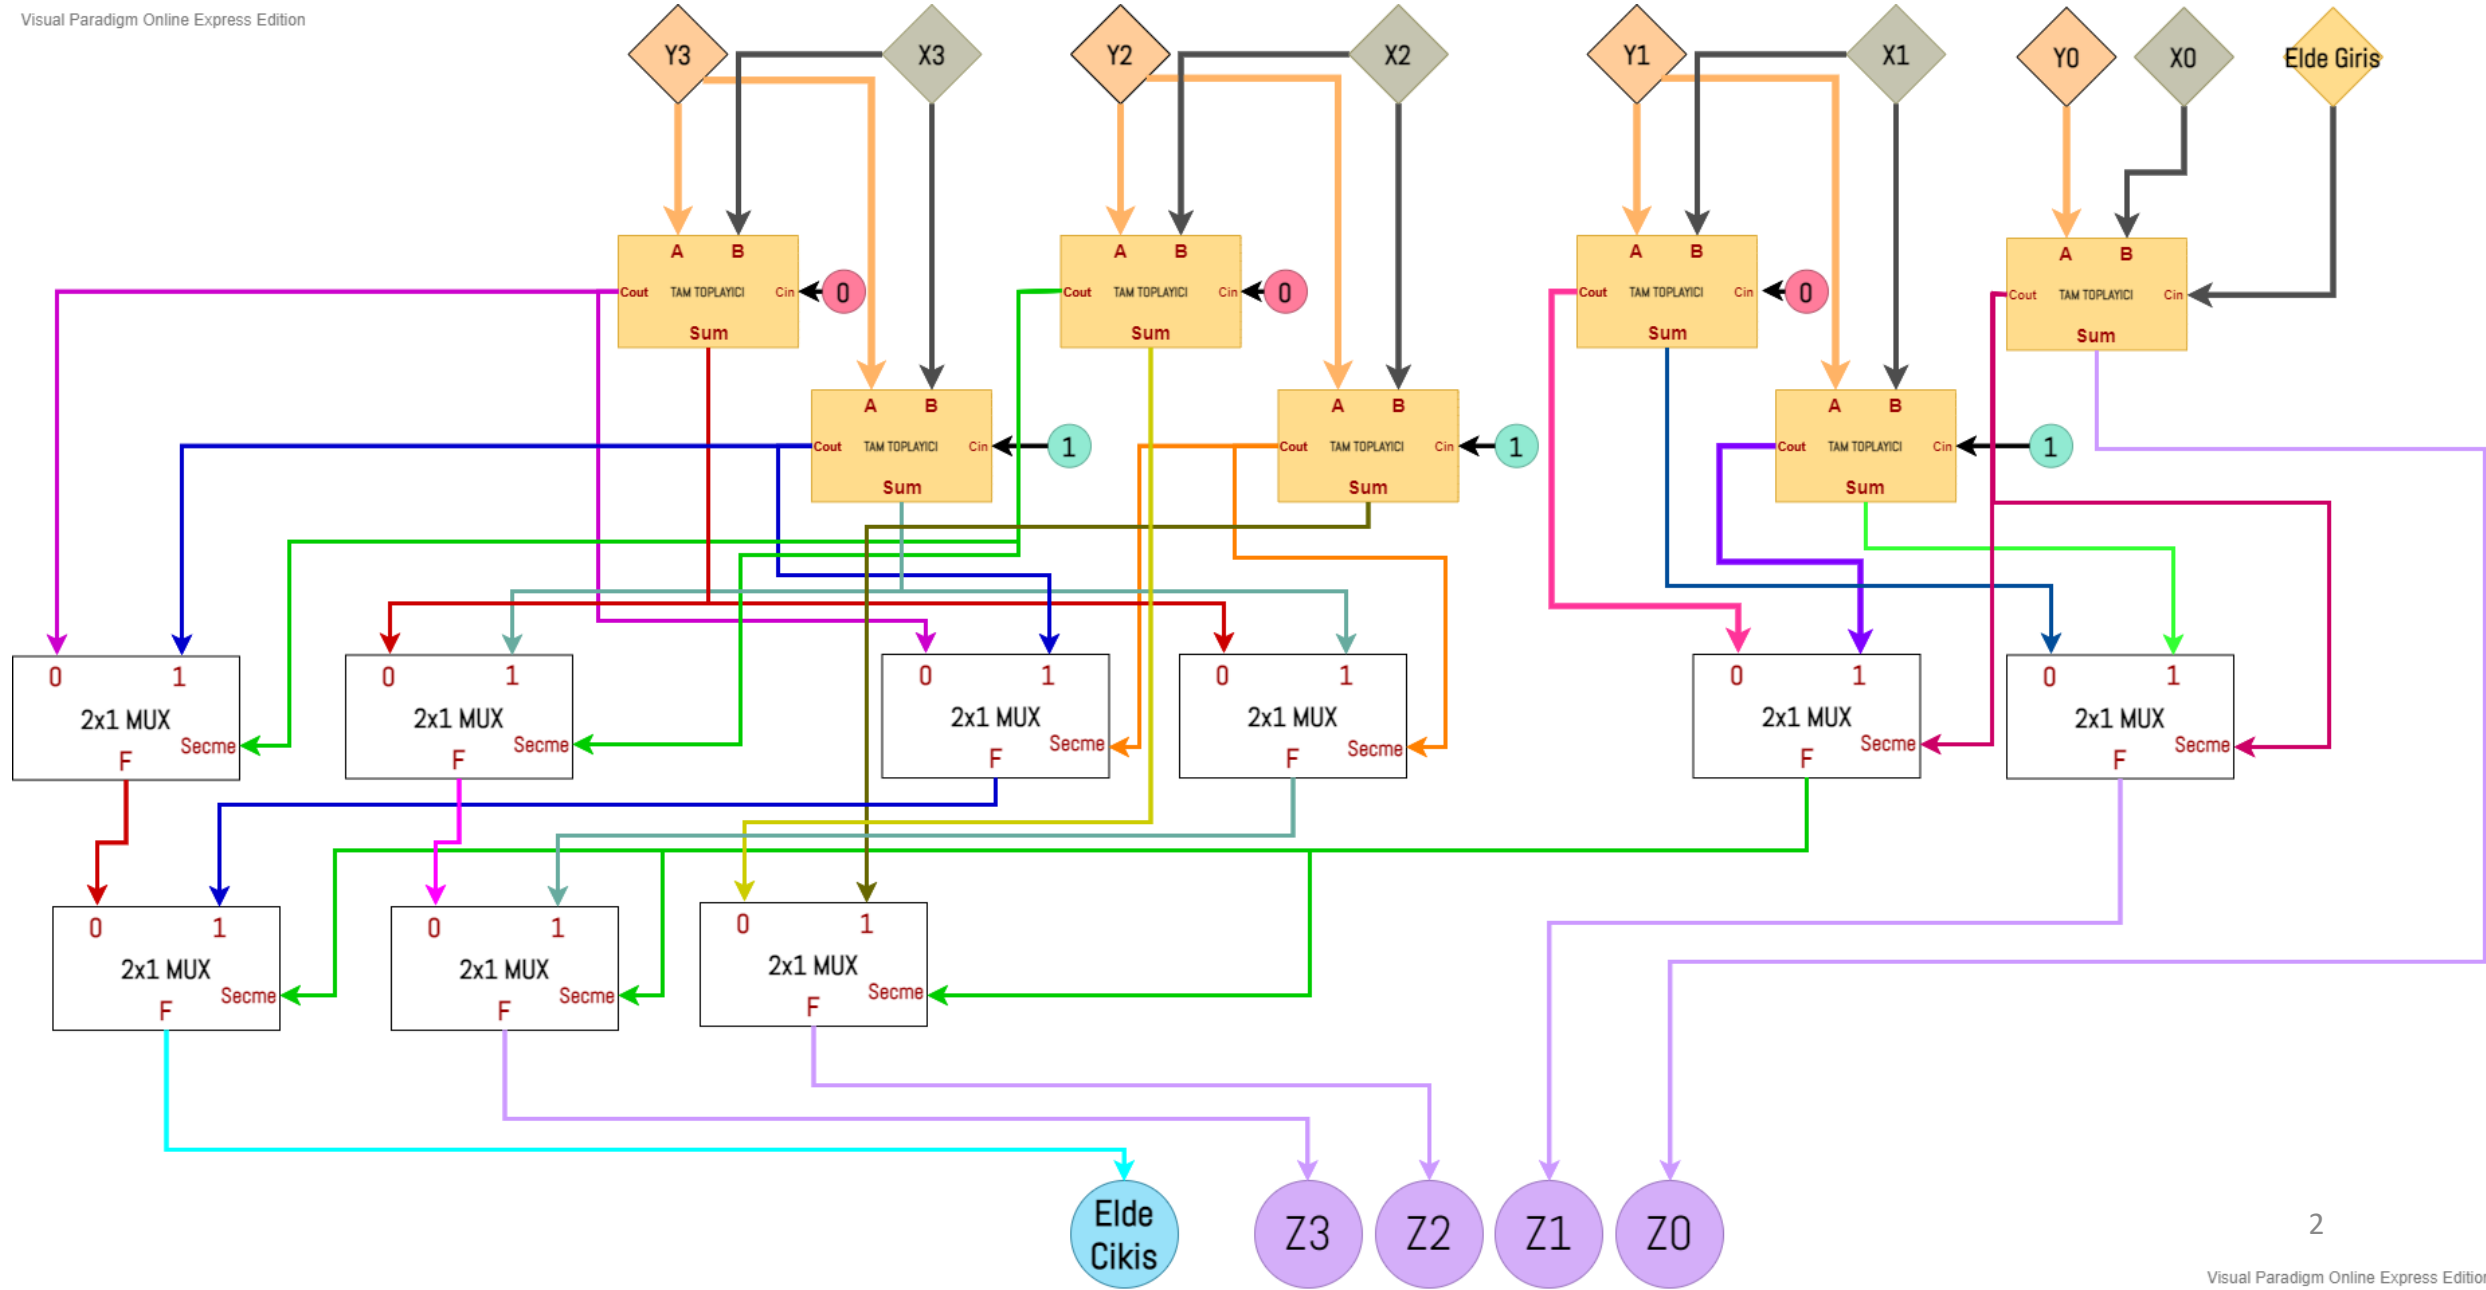 Visual Paradigm Online Express Edition
Y3 X3 Y2 X2 Y1 X1 Y0 X0 Elde Giris
A B A B A B A B
Cout TAM TOPLAYICI Cin 0 Cout TAM TOPLAYICI Cin 0 Cout TAM TOPLAYICI Cin 0 Cout TAM TOPLAYICI Cin
Sum Sum Sum Sum
A B A B A B
Cout TAM TOPLAYICI Cin 1 Cout TAM TOPLAYICI Cin 1 Cout TAM TOPLAYICI Cin 1
Sum Sum Sum
0 1 0 1 0 1 0 1 0 1 0 1
2x1 MUX 2x1 MUX 2x1 MUX 2x1 MUX 2x1 MUX 2x1 MUX
Secme Secme Secme Secme Secme Secme
F F F F F F
0 1 0 1 0 1
2x1 MUX 2x1 MUX 2x1 MUX
Secme Secme Secme
F F F
Elde
Cikis
Z3 Z2 Z1 Z0
2
Visual Paradigm Online Express Edition